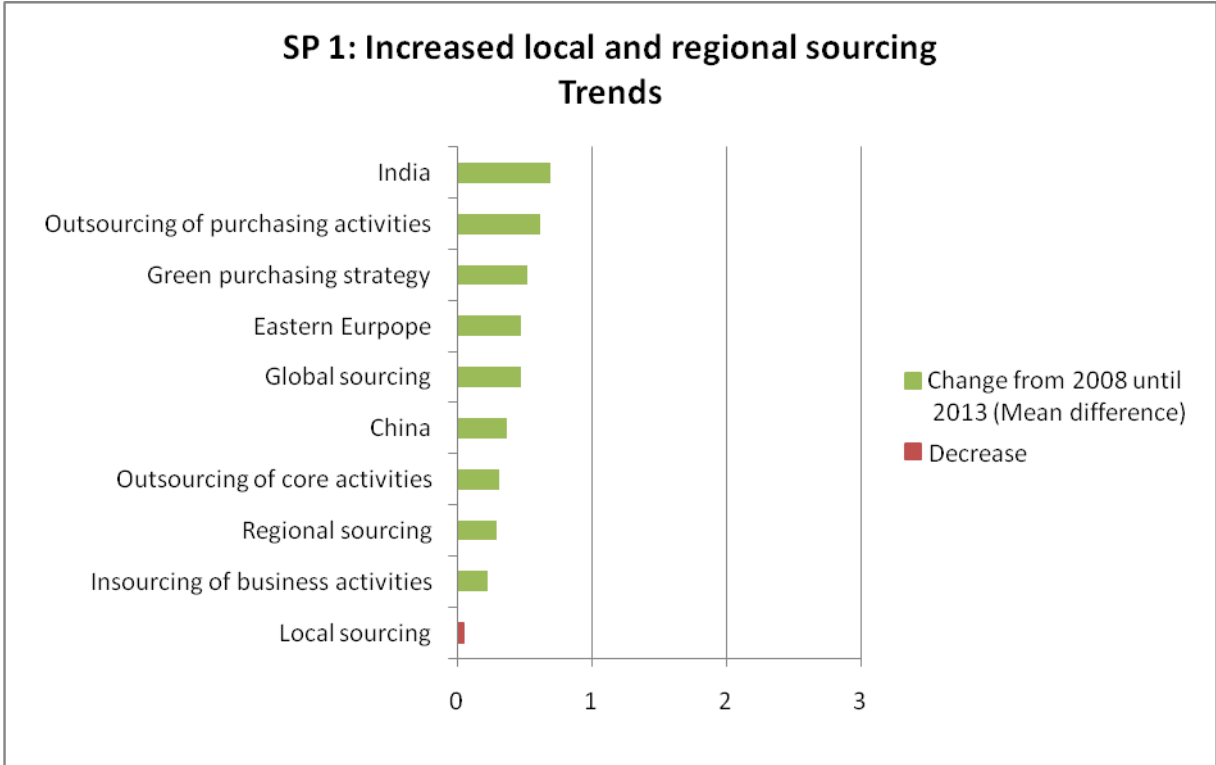 SP 1: Increased local and regional sourcing
Trends
India
Outsourcing of purchasing activities
Green purchasing strategy
Eastern Eurpope
Global sourcing
China
Outsourcing of core activities
Regional sourcing
Insourcing of business activities
Local sourcing
0 1 2 3
Change from 2008 until
2013 (Mean difference)
Decrease